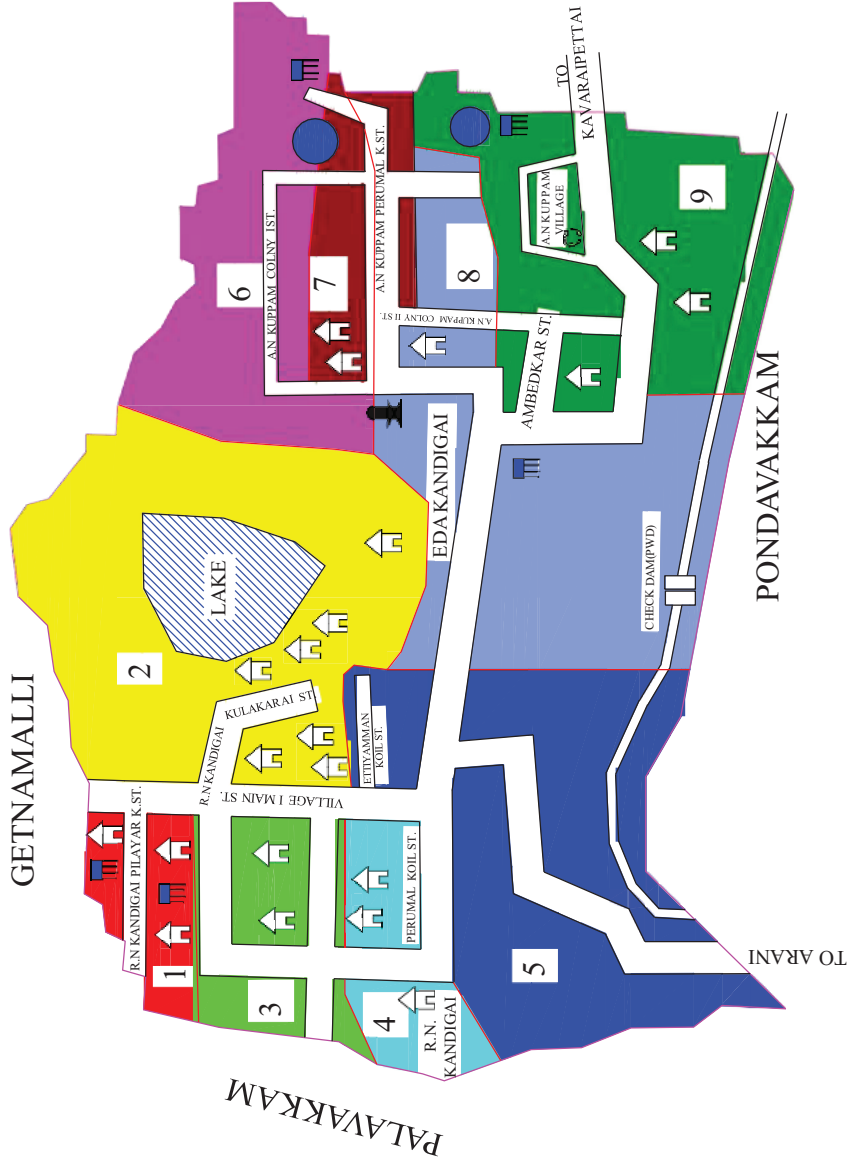 GETNAMALLI
PALAVAKKAM
PONDAVAKKAM
TO ARANI
TO
KAVARAIPETTAI
1
2
3
4
5
6
7
8
9
LAKE
R.N KANDIGAI PILAYAR K.ST.
R.N KANDIGAI
VILLAGE I MAIN ST.
KULAKARAI ST.
ETTIYAMMAN
KOIL ST.
PERUMAL KOIL ST.
R.N.
KANDIGAI
EDAKANDIGAI
A.N KUPPAM COLNY I ST.
A.N KUPPAM PERUMAL K.ST.
A.N KUPPAM COLNY II ST.
AMBEDKAR ST.
A.N KUPPAM
VILLAGE
CHECK DAM(PWD)